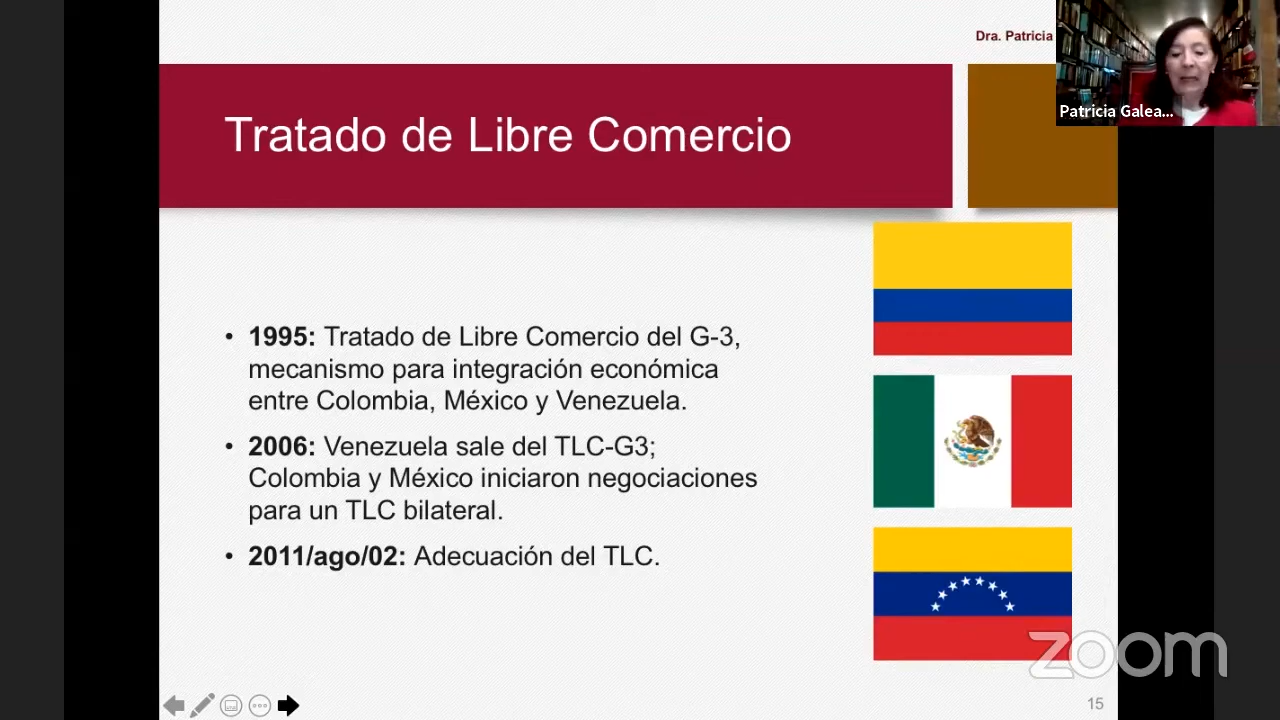 Dra. Patricia
Patricia Galea...
Tratado de Libre Comercio
• 1995: Tratado de Libre Comercio del G-3,
mecanismo para integración económica
entre Colombia, México y Venezuela.
• 2006: Venezuela sale del TLC-G3;
Colombia y México iniciaron negociaciones
para un TLC bilateral.
• 2011/ago/02: Adecuación del TLC.
zoom
15